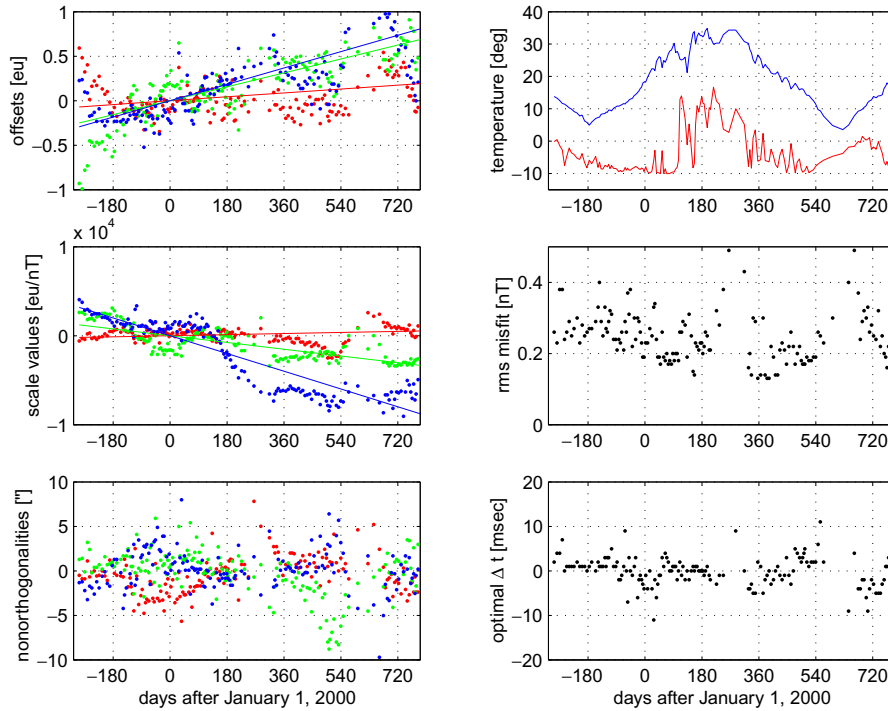 offsets [eu]
1
0.5
0
−0.5
−1
−180 0 180 360 540 720
temperature [deg]
40
30
20
10
0
−10
−180 0 180 360 540 720
x 10⁴
scale values [eu/nT]
1
0
−1
−180 0 180 360 540 720
rms misfit [nT]
0.4
0.2
0
−180 0 180 360 540 720
nonorthogonalities ["]
10
5
0
−5
−10
−180 0 180 360 540 720
days after January 1, 2000
optimal Δ t [msec]
20
10
0
−10
−20
−180 0 180 360 540 720
days after January 1, 2000